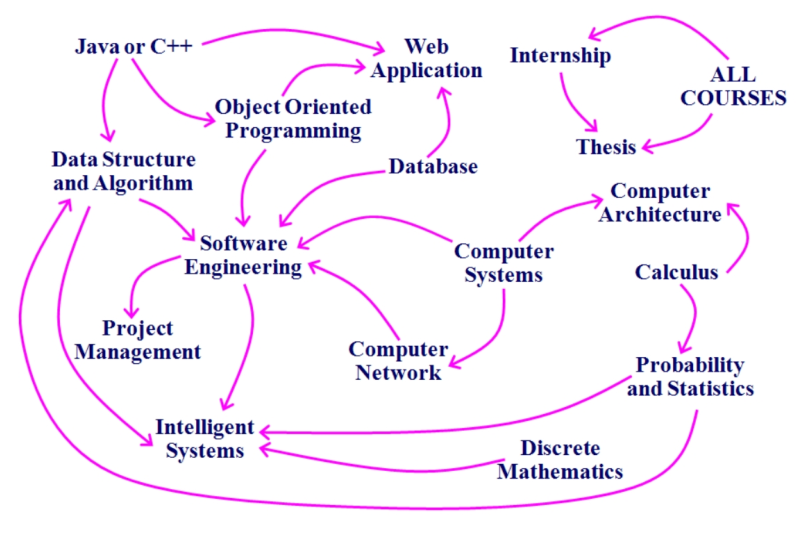 Java or C++
Web
Application
Internship
ALL
COURSES
Object Oriented
Programming
Thesis
Data Structure
and Algorithm
Database
Computer
Architecture
Software
Engineering
Computer
Systems
Calculus
Project
Management
Computer
Network
Probability
and Statistics
Intelligent
Systems
Discrete
Mathematics